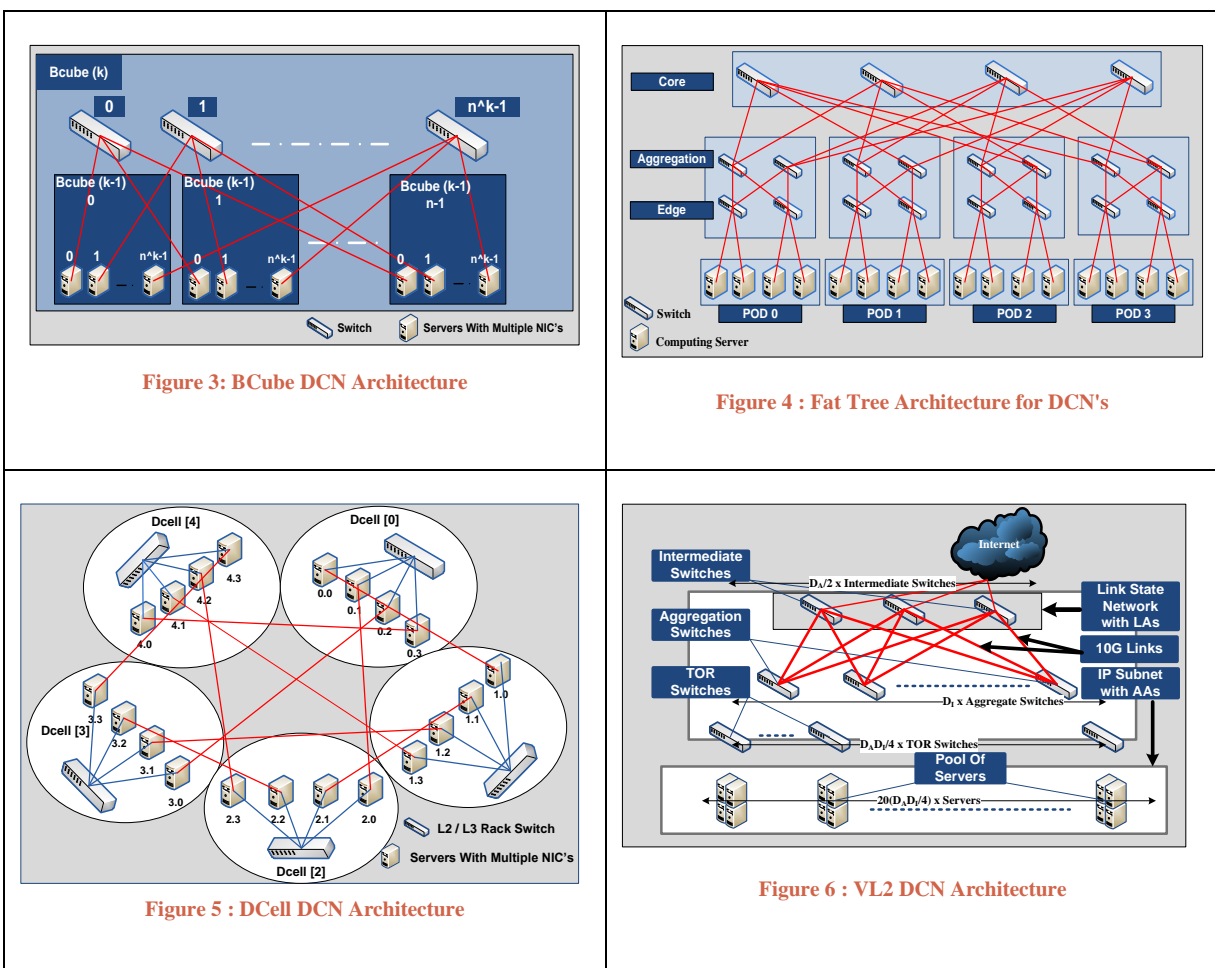 Bcube (k)
0
1
n^k-1
Bcube (k-1)
0
Bcube (k-1)
1
Bcube (k-1)
n-1
0 1 n^k-1
0 1 n^k-1
0 1 n^k-1
Switch
Servers With Multiple NIC's
Figure 3: BCube DCN Architecture
Core
Aggregation
Edge
POD 0
POD 1
POD 2
POD 3
Switch
Computing Server
Figure 4 : Fat Tree Architecture for DCN's
Dcell [4]
4.3
4.2
4.1
4.0
Dcell [0]
0.0
0.1
0.2
0.3
1.0
1.1
1.2
1.3
Dcell [3]
3.3
3.2
3.1
3.0
2.3
2.2
2.1
2.0
Dcell [2]
L2 / L3 Rack Switch
Servers With Multiple NIC's
Figure 5 : DCell DCN Architecture
Internet
Intermediate
Switches
DA/2 x Intermediate Switches
Link State
Network
with LAs
Aggregation
Switches
10G Links
TOR
Switches
IP Subnet
with AAs
DI x Aggregate Switches
DADI/4 x TOR Switches
Pool Of
Servers
20(DADI/4) x Servers
Figure 6 : VL2 DCN Architecture